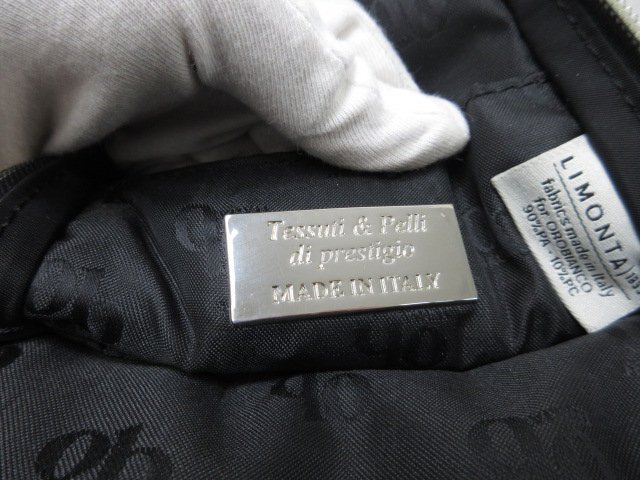 Tessuti & Pelli
di prestigio
MADE IN ITALY
LIMONTA
fabrics made in Italy
for OROBIANCO
90%PA - 10%PC